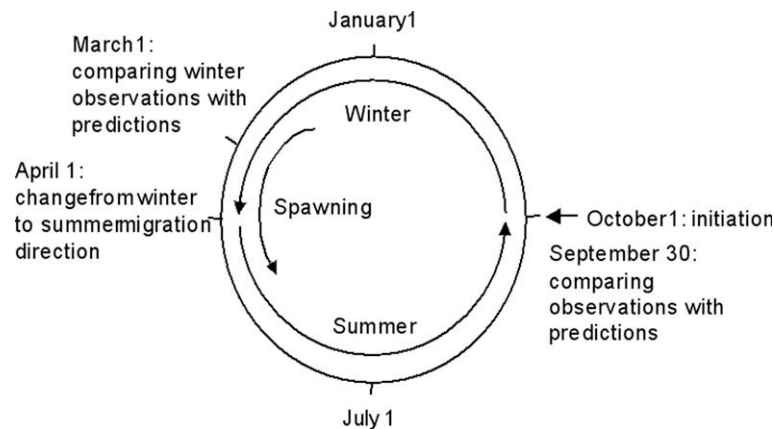 January1
March1:
comparing winter
observations with
predictions
Winter
April 1:
changefromwinter
to summermigration
direction
Spawning
October1: initiation
September 30:
comparing
observations with
predictions
Summer
July 1